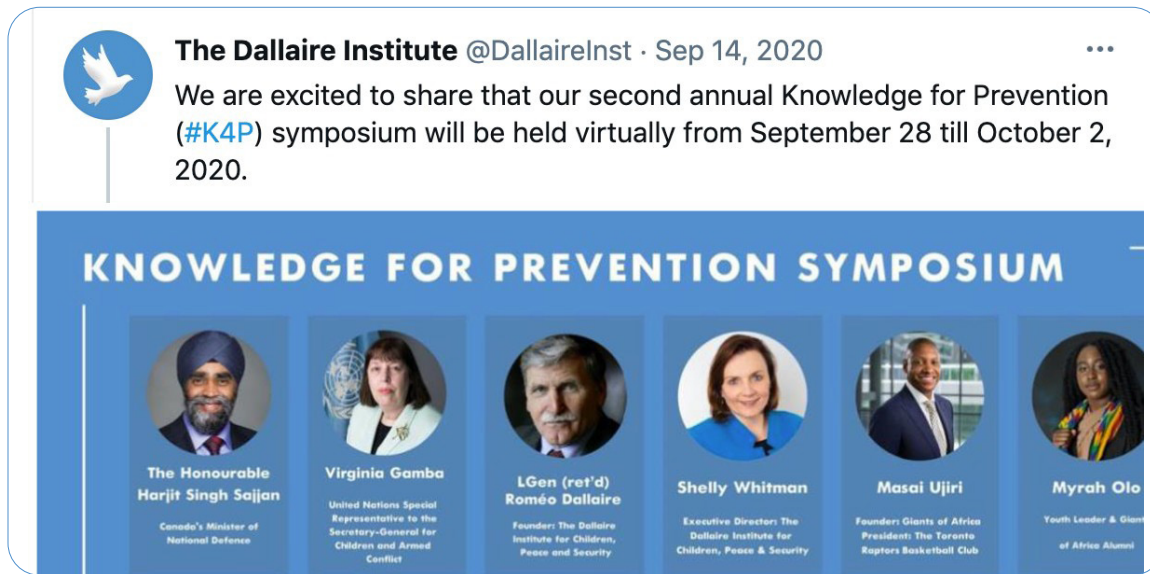 The Dallaire Institute @DallaireInst · Sep 14, 2020
We are excited to share that our second annual Knowledge for Prevention
(#K4P) symposium will be held virtually from September 28 till October 2,
2020.
KNOWLEDGE FOR PREVENTION SYMPOSIUM
The Honourable
Harjit Singh Sajjan
Canada's Minister of
National Defence
Virginia Gamba
United Nations Special
Representative to the
Secretary-General for
Children and Armed
Conflict
LGen (ret'd)
Roméo Dallaire
Founder: The Dallaire
Institute for Children,
Peace and Security
Shelly Whitman
Executive Director: The
Dallaire Institute for
Children, Peace & Security
Masai Ujiri
Founder: Giants of Africa
President: The Toronto
Raptors Basketball Club
Myrah Olo
Youth Leader & Giant
of Africa Alumni